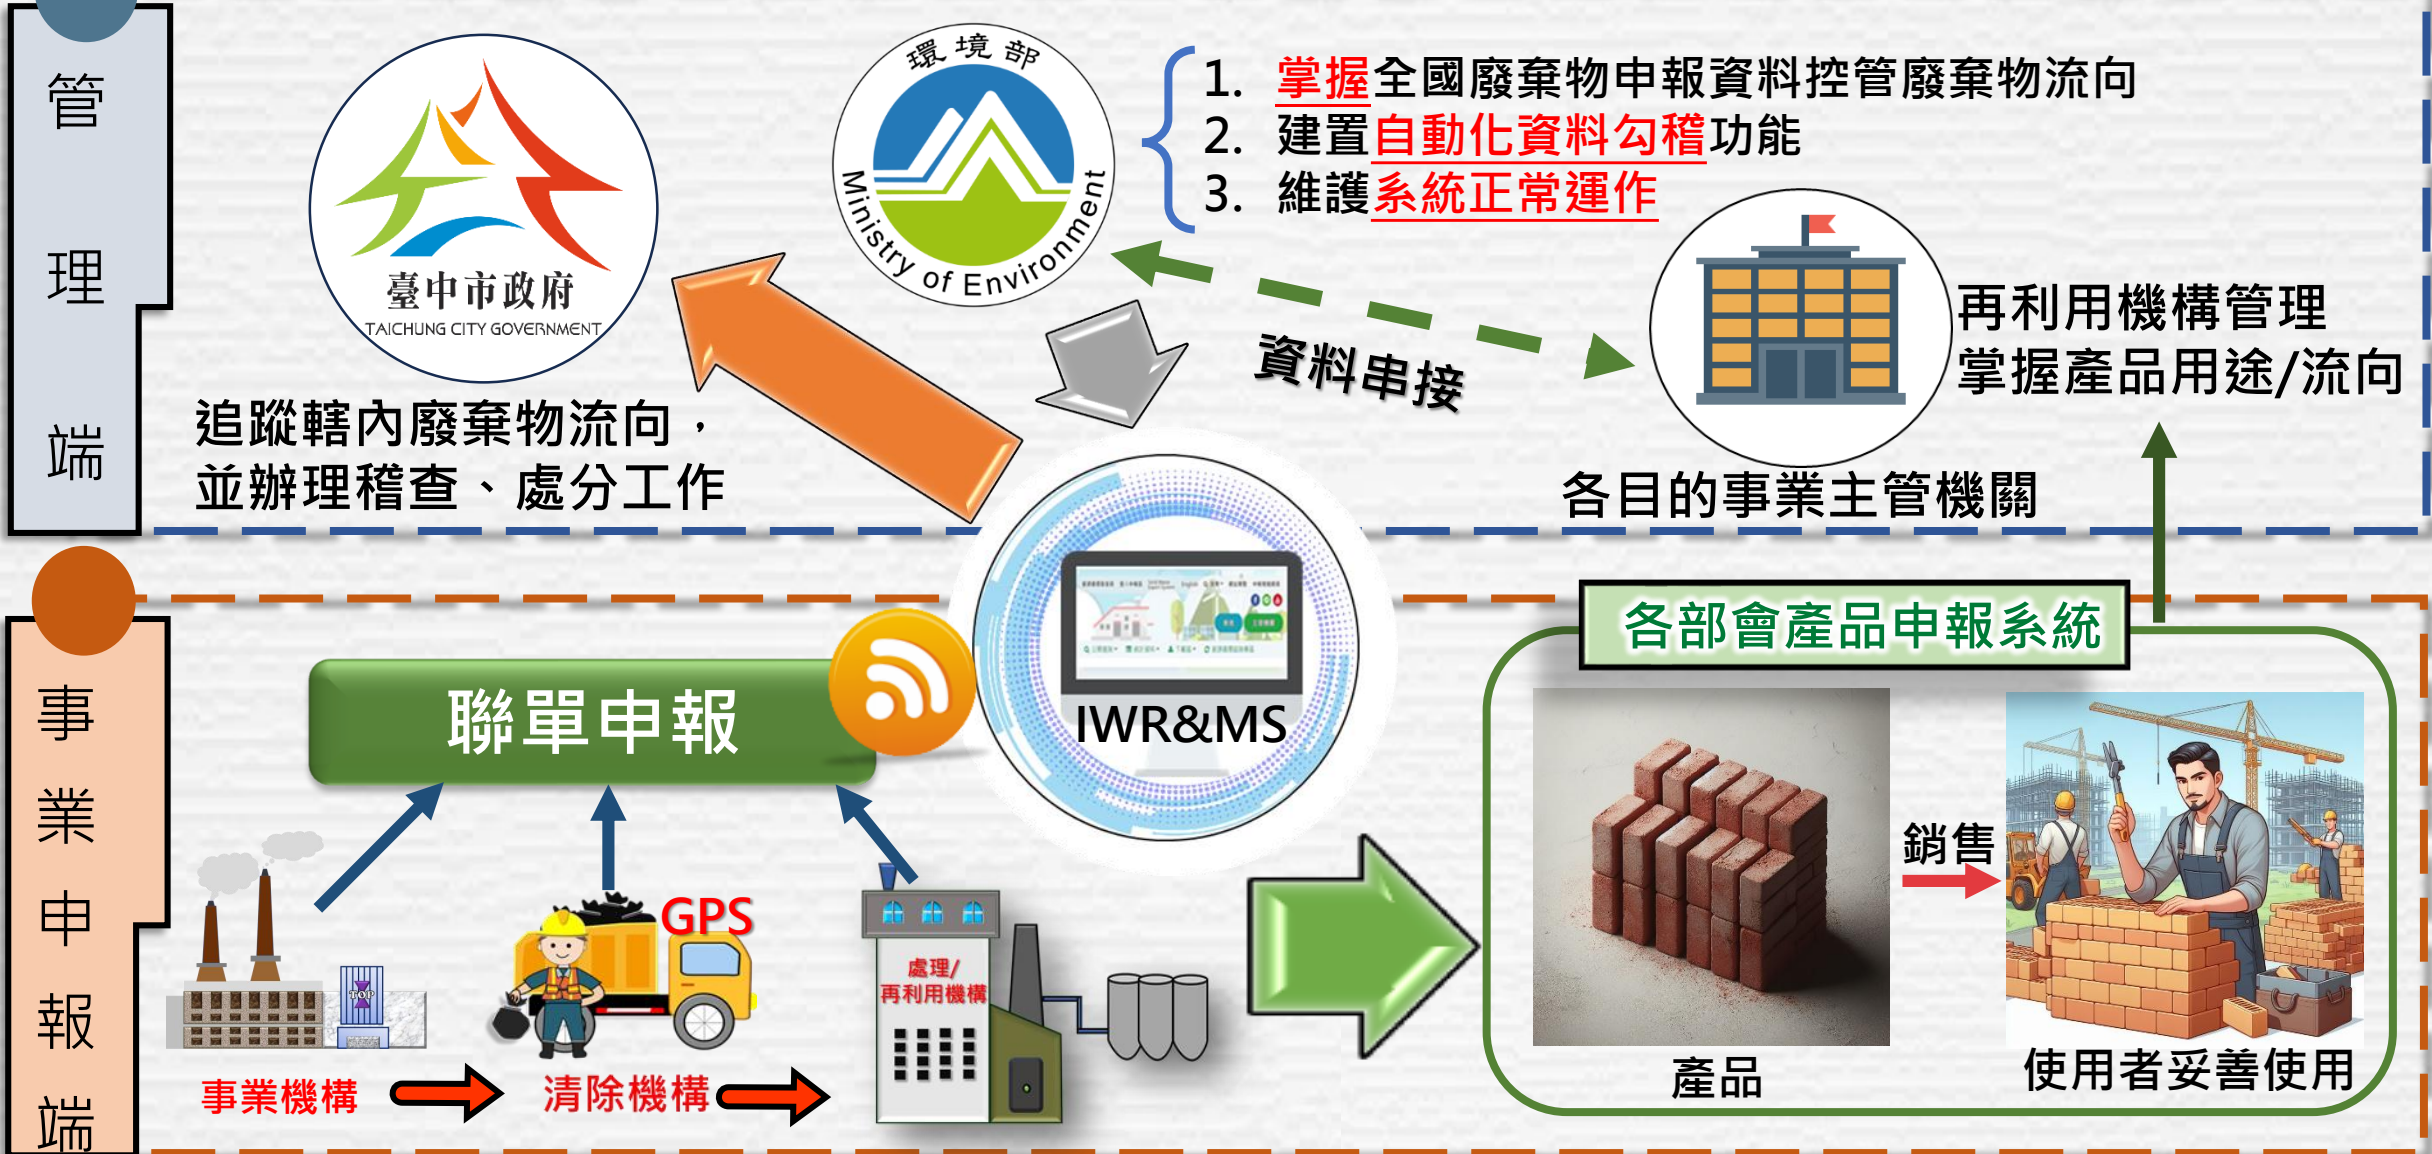 管理端
環境部
Ministry of Environment
1. 掌握全國廢棄物申報資料控管廢棄物流向
2. 建置自動化資料勾稽功能
3. 維護系統正常運作
臺中市政府
TAICHUNG CITY GOVERNMENT
追蹤轄內廢棄物流向，
並辦理稽查、處分工作
資料串接
再利用機構管理
掌握產品用途/流向
各目的事業主管機關
事業申報端
聯單申報
IWR&MS
各部會產品申報系統
GPS
TOP
處理/
再利用機構
事業機構
清除機構
銷售
產品
使用者妥善使用